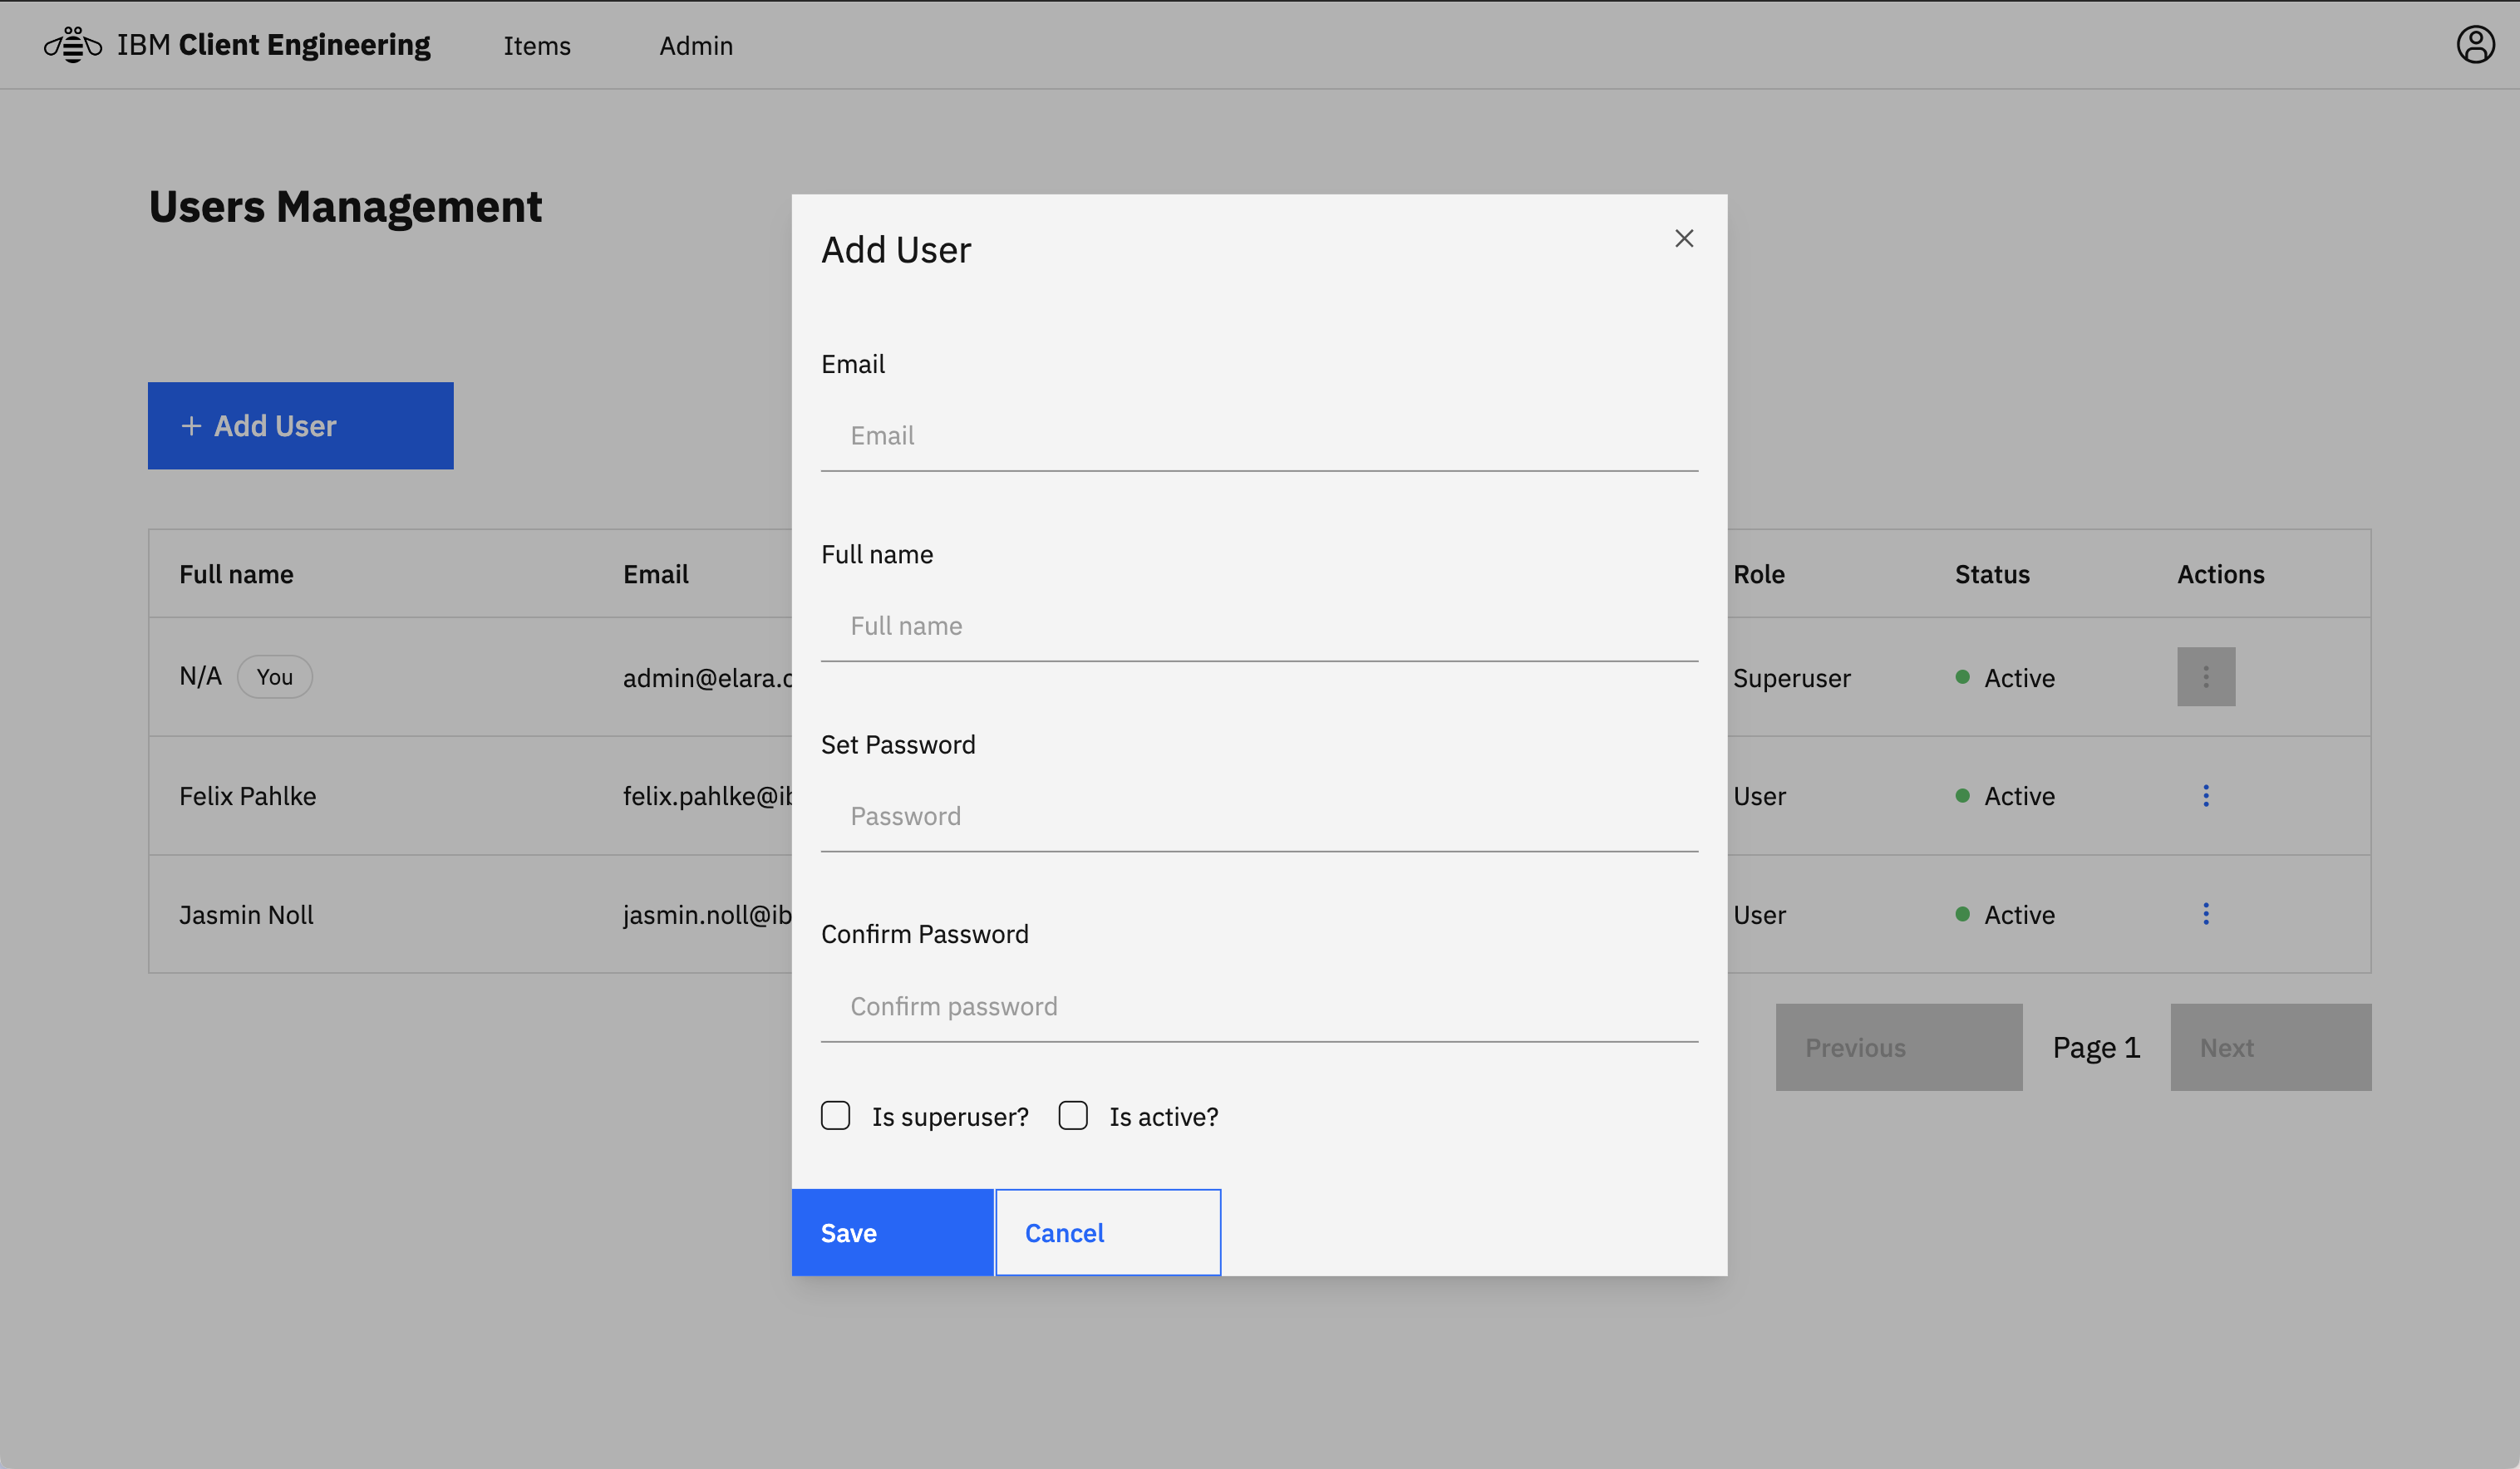 IBM Client Engineering Items Admin
Users Management
+ Add User
Full name Email Role Status Actions
N/A You admin@elara.c Superuser Active
Felix Pahlke felix.pahlke@ib User Active
Jasmin Noll jasmin.noll@ib User Active
Previous Page 1 Next
Add User
Email
Email
Full name
Full name
Set Password
Password
Confirm Password
Confirm password
Is superuser? Is active?
Save Cancel